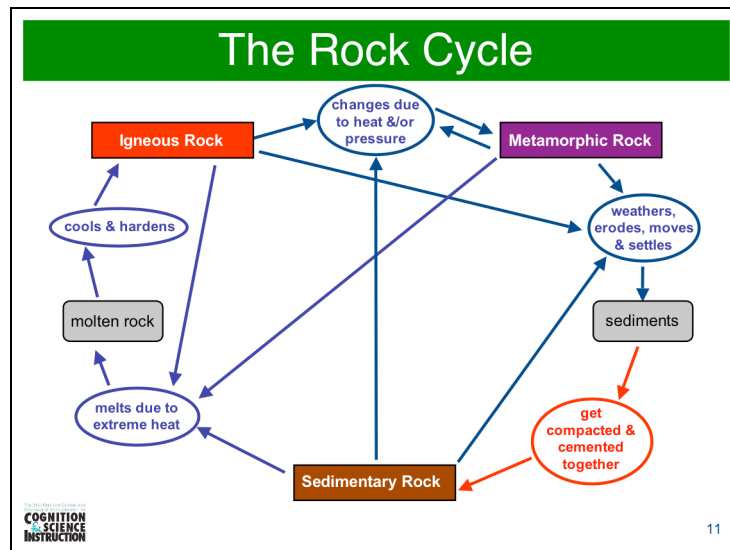 The Rock Cycle
changes due
to heat &/or
pressure
Igneous Rock
Metamorphic Rock
cools & hardens
weathers,
erodes, moves
& settles
molten rock
sediments
melts due to
extreme heat
get
compacted &
cemented
together
Sedimentary Rock
COGNITION
& SCIENCE
INSTRUCTION
11